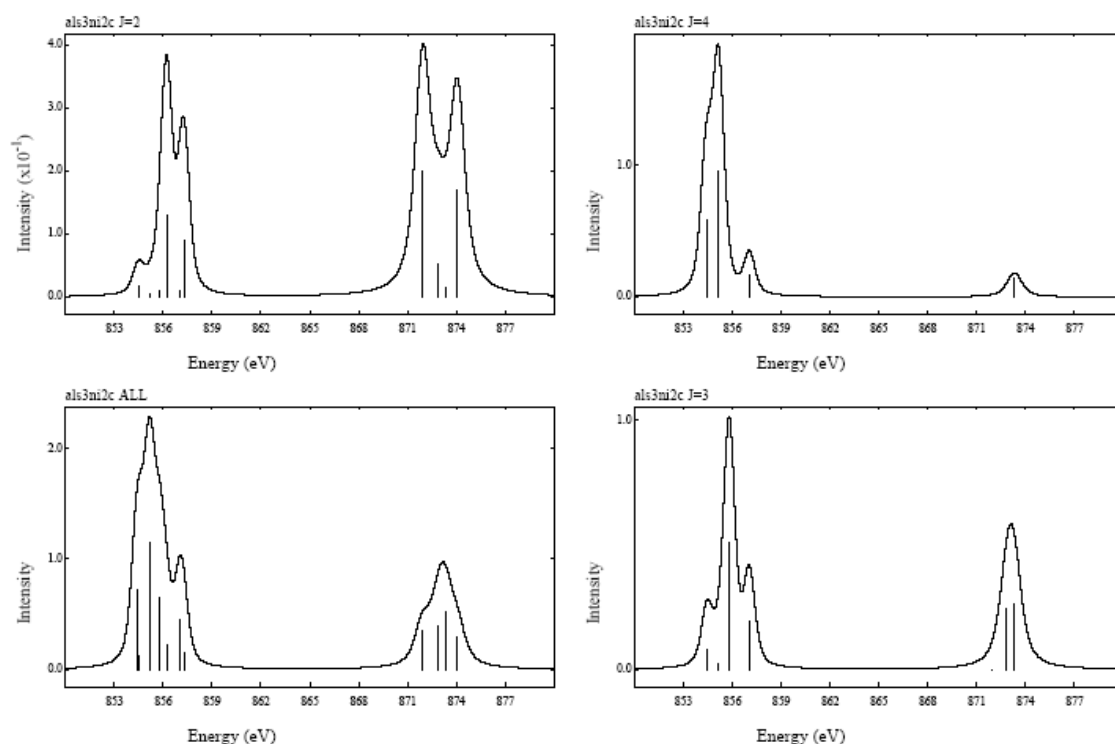 als3ni2c J=2
4.0
3.0
2.0
1.0
0.0
Intensity (x10⁻¹)
853 856 859 862 865 868 871 874 877
Energy (eV)
als3ni2c J=4
1.0
0.0
Intensity
853 856 859 862 865 868 871 874 877
Energy (eV)
als3ni2c ALL
2.0
1.0
0.0
Intensity
853 856 859 862 865 868 871 874 877
Energy (eV)
als3ni2c J=3
1.0
0.0
Intensity
853 856 859 862 865 868 871 874 877
Energy (eV)